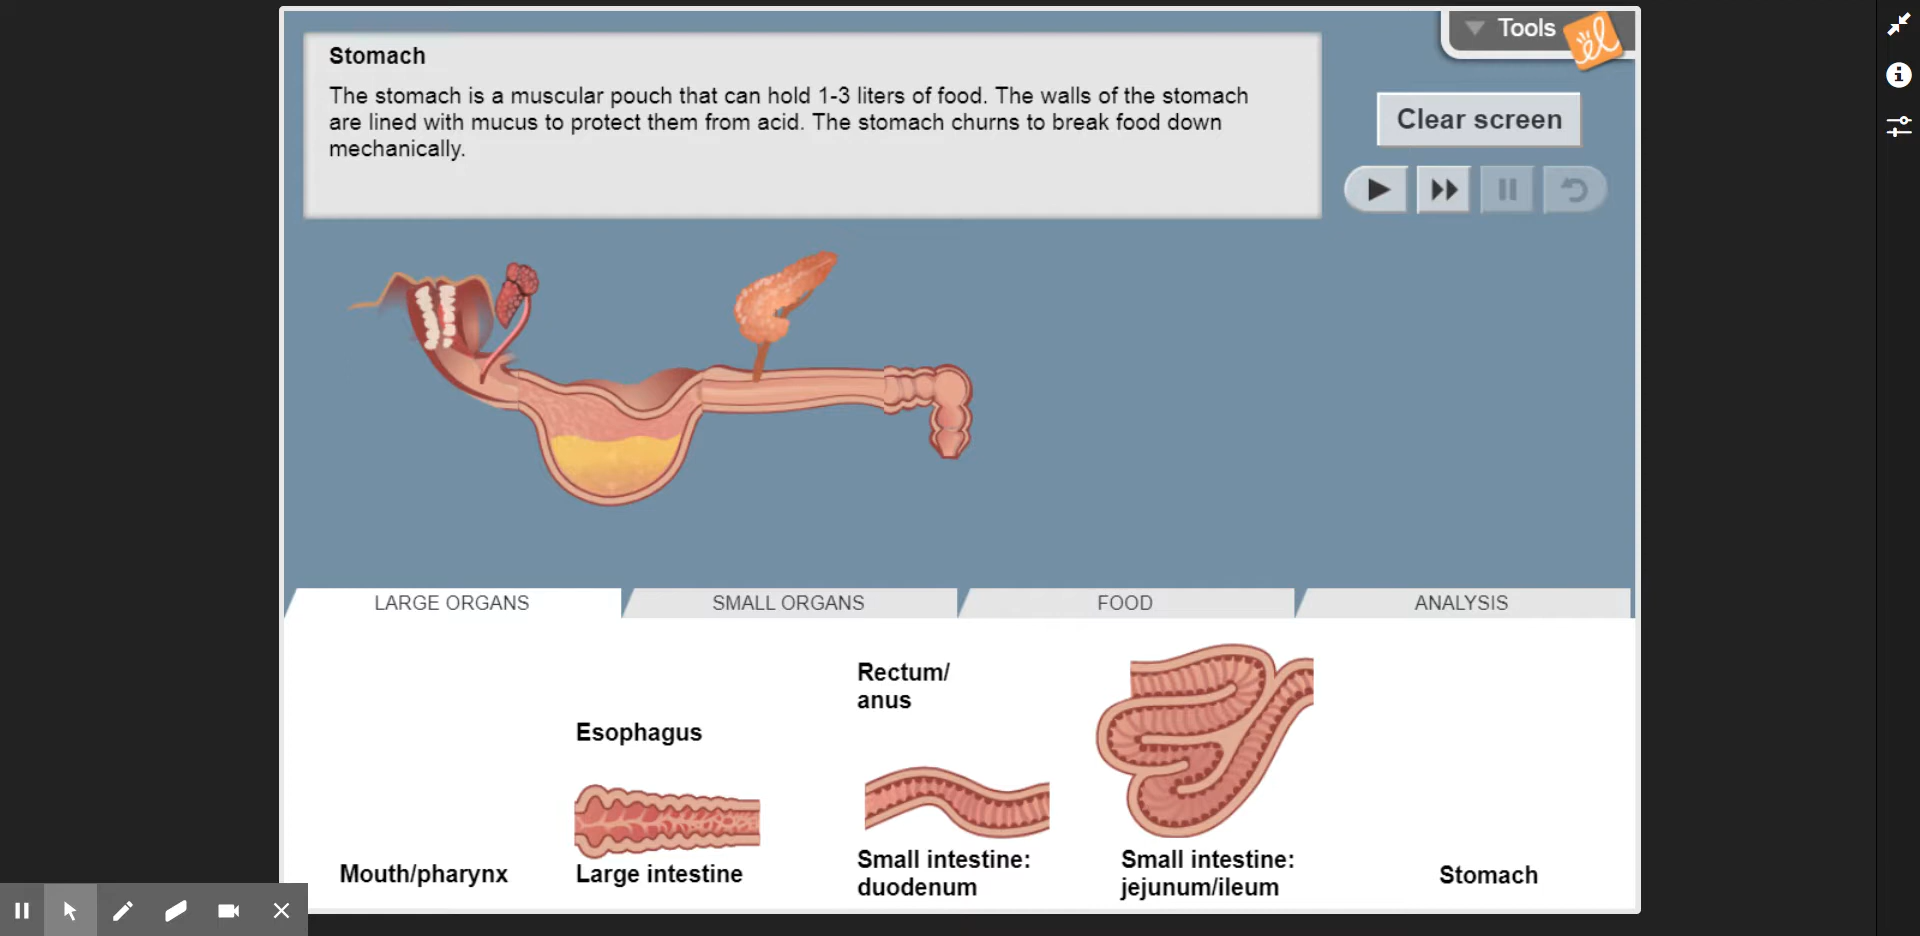 Tools
Stomach
The stomach is a muscular pouch that can hold 1-3 liters of food. The walls of the stomach
are lined with mucus to protect them from acid. The stomach churns to break food down
mechanically.
Clear screen
LARGE ORGANS
SMALL ORGANS
FOOD
ANALYSIS
Esophagus
Rectum/
anus
Mouth/pharynx
Large intestine
Small intestine:
duodenum
Small intestine:
jejunum/ileum
Stomach